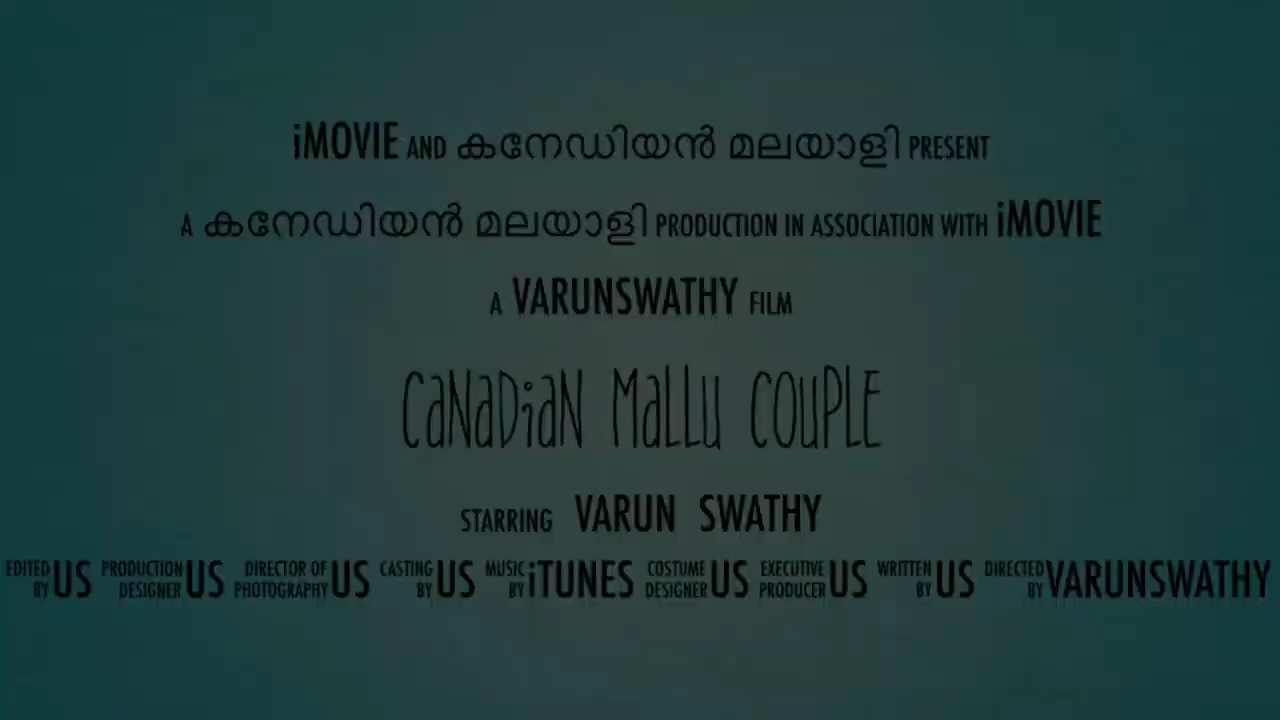 iMOVIE AND കനേഡിയൻ മലയാളി PRESENT
A കനേഡിയൻ മലയാളി PRODUCTION IN ASSOCIATION WITH iMOVIE
A VARUNSWATHY FILM
CaNaDiaN MaLLu COuPLE
STARRING VARUN SWATHY
EDITED BY US PRODUCTION DESIGNER US DIRECTOR OF PHOTOGRAPHY US CASTING BY US MUSIC BY iTUNES COSTUME DESIGNER US EXECUTIVE PRODUCER US WRITTEN BY US DIRECTED BY VARUNSWATHY